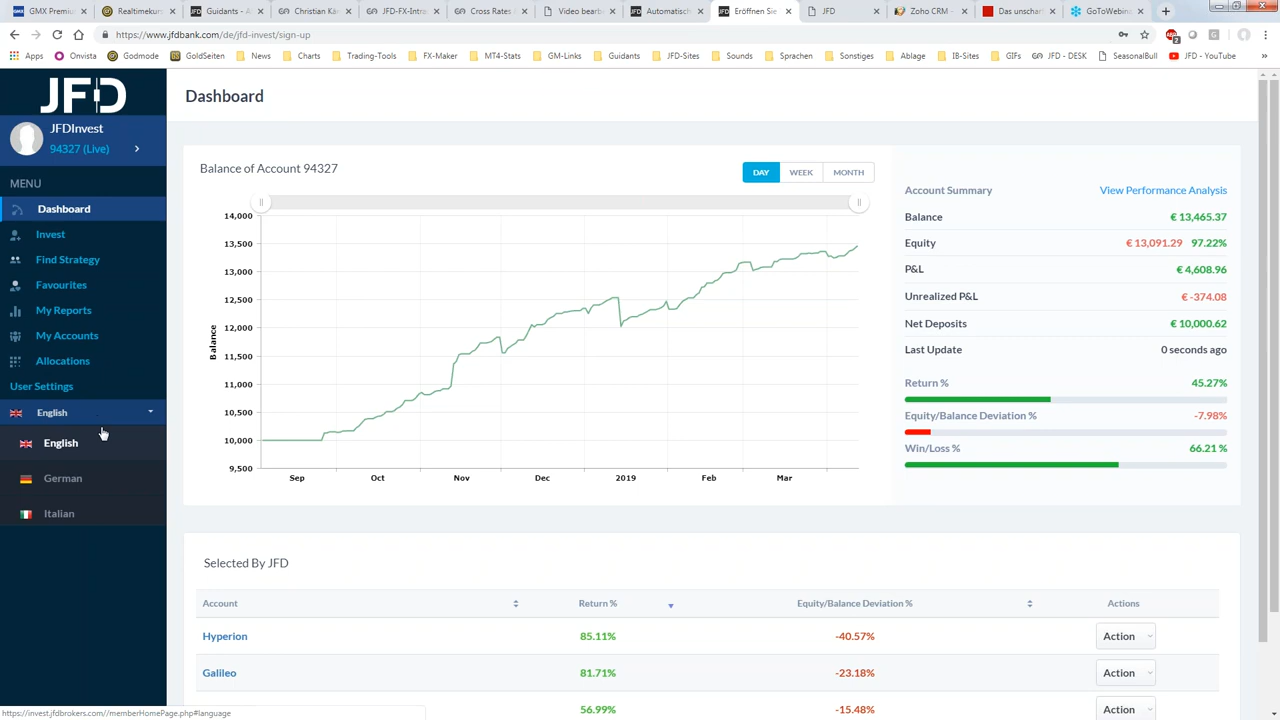 GMX Premium
Realtimekurs
Guidants - A
Christian Kä
JFD-FX-Intra
Cross Rates
Video bearb
Automatisch
Eröffnen Sie
JFD
Zoho CRM -
Das unscha
GoToWebin
https://www.jfdbank.com/de/jfd-invest/sign-up
Apps
Onvista
Godmode
GoldSeiten
News
Charts
Trading-Tools
FX-Maker
MT4-Stats
GM-Links
Guidants
JFD-Sites
Sounds
Sprachen
Sonstiges
Ablage
IB-Sites
GIFs
JFD - DESK
SeasonalBull
JFD - YouTube
JFD
JFDInvest
94327 (Live)
MENU
Dashboard
Invest
Find Strategy
Favourites
My Reports
My Accounts
Allocations
User Settings
English
English
German
Italian
Dashboard
Balance of Account 94327
DAY WEEK MONTH
14,000
13,500
13,000
12,500
12,000
11,500
11,000
10,500
10,000
9,500
Balance
Sep Oct Nov Dec 2019 Feb Mar
Account Summary View Performance Analysis
Balance € 13,465.37
Equity € 13,091.29 97.22%
P&L € 4,608.96
Unrealized P&L € -374.08
Net Deposits € 10,000.62
Last Update 0 seconds ago
Return % 45.27%
Equity/Balance Deviation % -7.98%
Win/Loss % 66.21 %
Selected By JFD
Account Return % Equity/Balance Deviation % Actions
Hyperion 85.11% -40.57% Action
Galileo 81.71% -23.18% Action
56.99% -15.48% Action
https://invest.jfdbrokers.com//memberHomePage.php#language